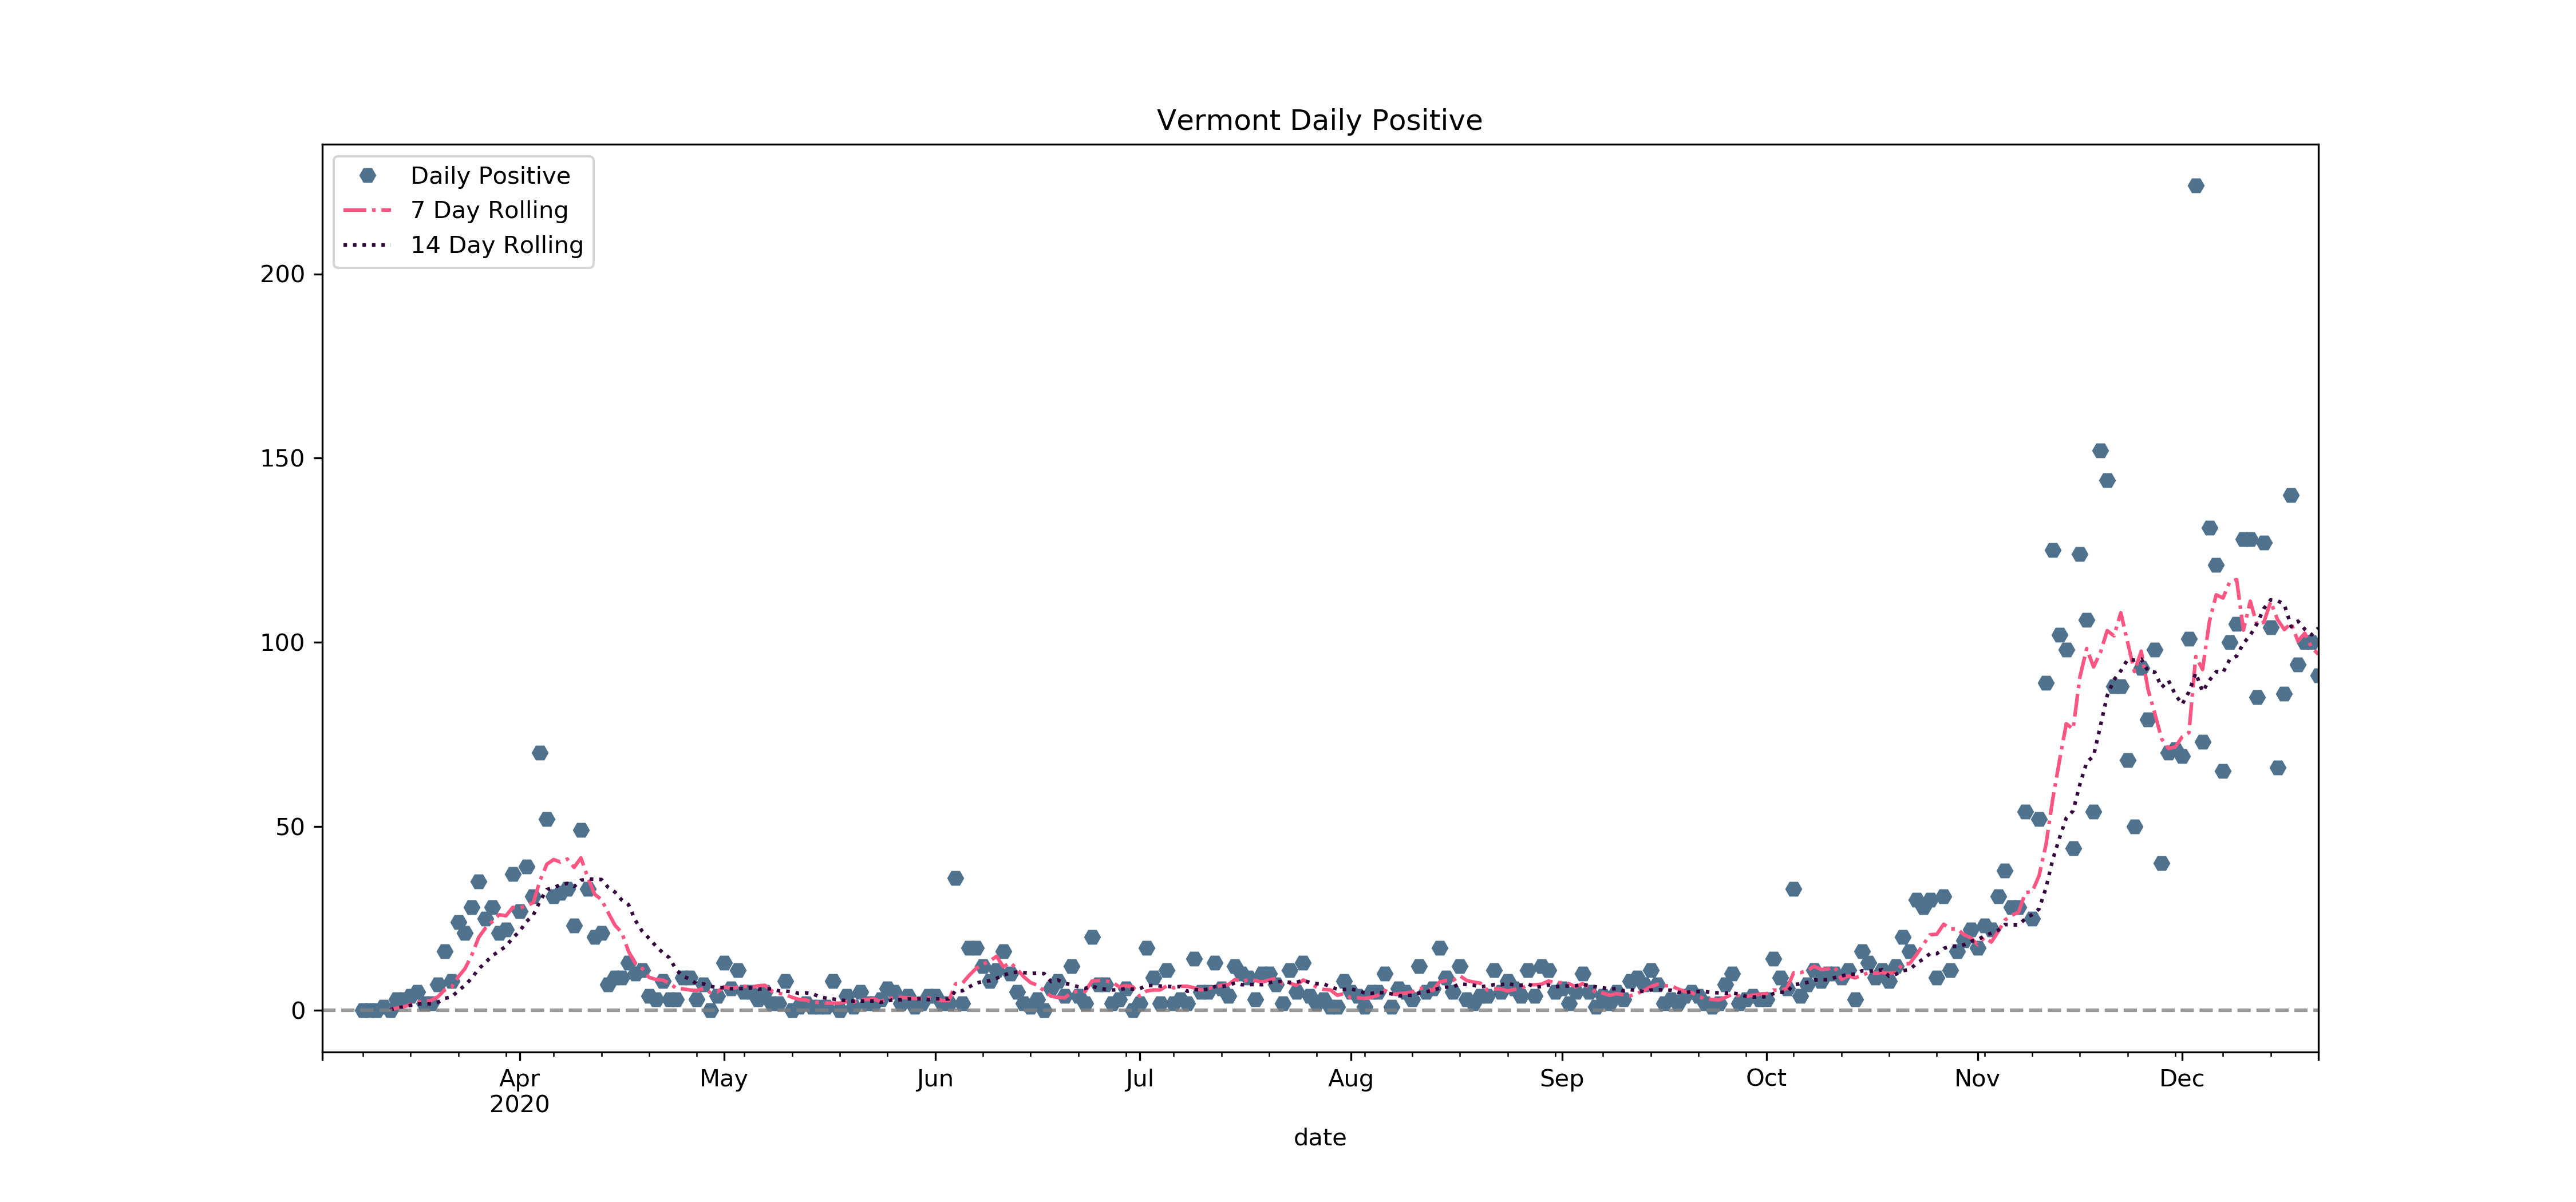 Vermont Daily Positive
Daily Positive
7 Day Rolling
14 Day Rolling
200
150
100
50
0
Apr May Jun Jul Aug Sep Oct Nov Dec
2020
date